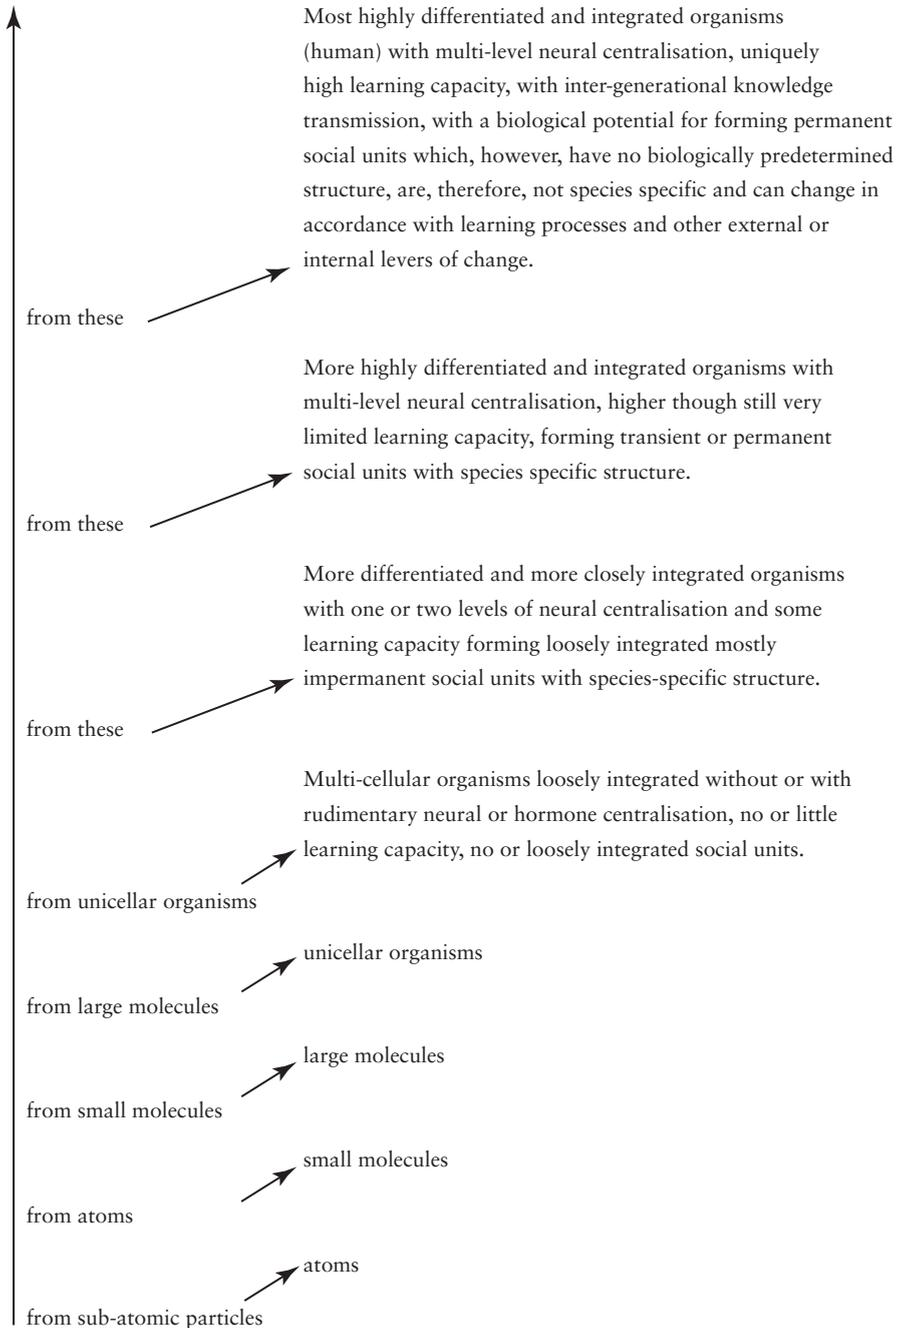 Most highly differentiated and integrated organisms
(human) with multi-level neural centralisation, uniquely
high learning capacity, with inter-generational knowledge
transmission, with a biological potential for forming permanent
social units which, however, have no biologically predetermined
structure, are, therefore, not species specific and can change in
accordance with learning processes and other external or
internal levers of change.
from these
More highly differentiated and integrated organisms with
multi-level neural centralisation, higher though still very
limited learning capacity, forming transient or permanent
social units with species specific structure.
from these
More differentiated and more closely integrated organisms
with one or two levels of neural centralisation and some
learning capacity forming loosely integrated mostly
impermanent social units with species-specific structure.
from these
Multi-cellular organisms loosely integrated without or with
rudimentary neural or hormone centralisation, no or little
learning capacity, no or loosely integrated social units.
from unicellar organisms
unicellar organisms
from large molecules
large molecules
from small molecules
small molecules
from atoms
atoms
from sub-atomic particles